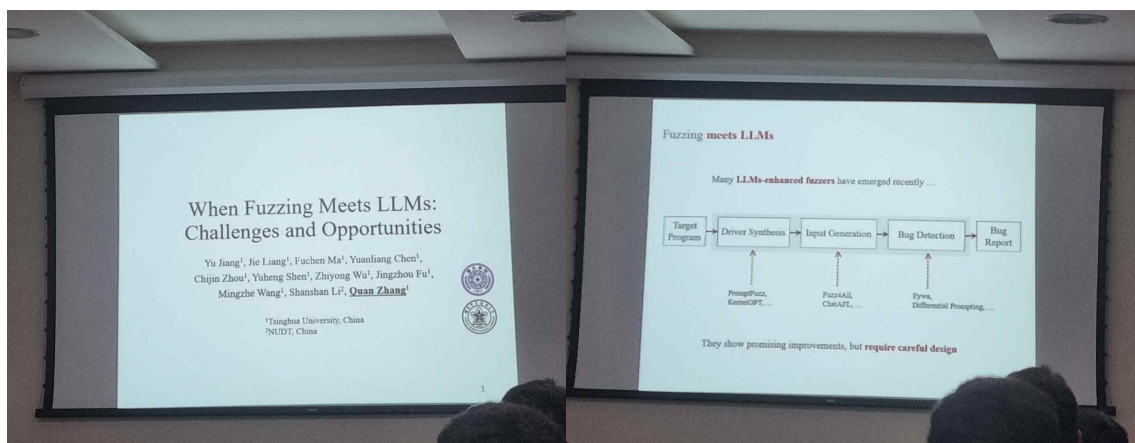 When Fuzzing Meets LLMs:
Challenges and Opportunities
Yu Jiang¹, Jie Liang¹, Fuchen Ma¹, Yuanliang Chen¹,
Chijin Zhou¹, Yuheng Shen¹, Zhiyong Wu¹, Jingzhou Fu¹,
Mingzhe Wang¹, Shanshan Li², Quan Zhang¹
¹Tsinghua University, China
²NUDT, China
1
Fuzzing meets LLMs
Many LLMs-enhanced fuzzers have emerged recently …
Target
Program
Driver Synthesis
Input Generation
Bug Detection
Bug
Report
PromptFuzz,
KernelGPT, …
Fuzz4All,
ChatAFL, …
Eywa,
Differential Prompting, …
They show promising improvements, but require careful design